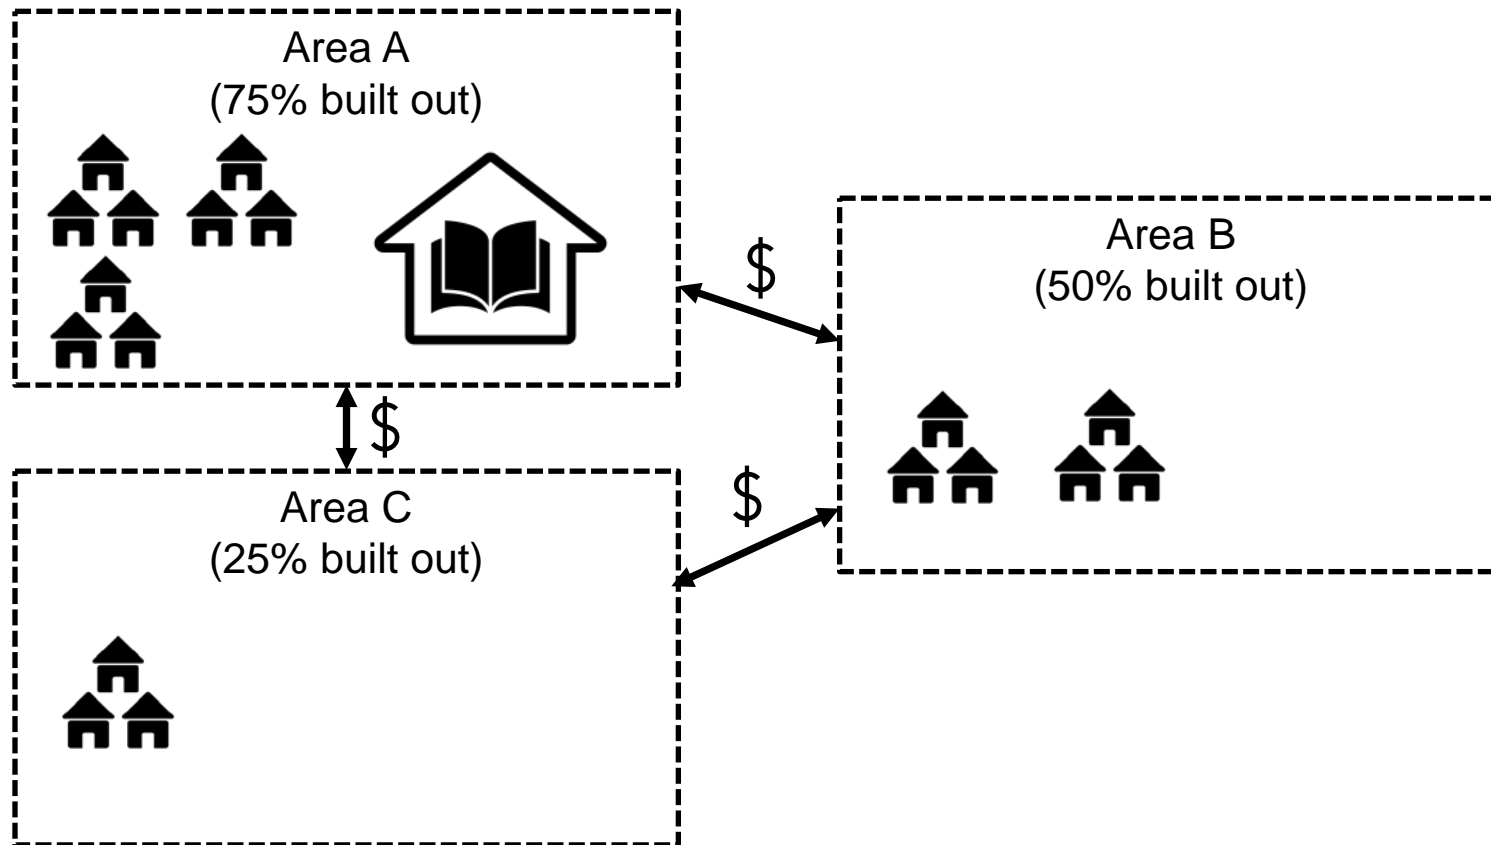 Area A
(75% built out)
$
Area B
(50% built out)
$
Area C
(25% built out)
$